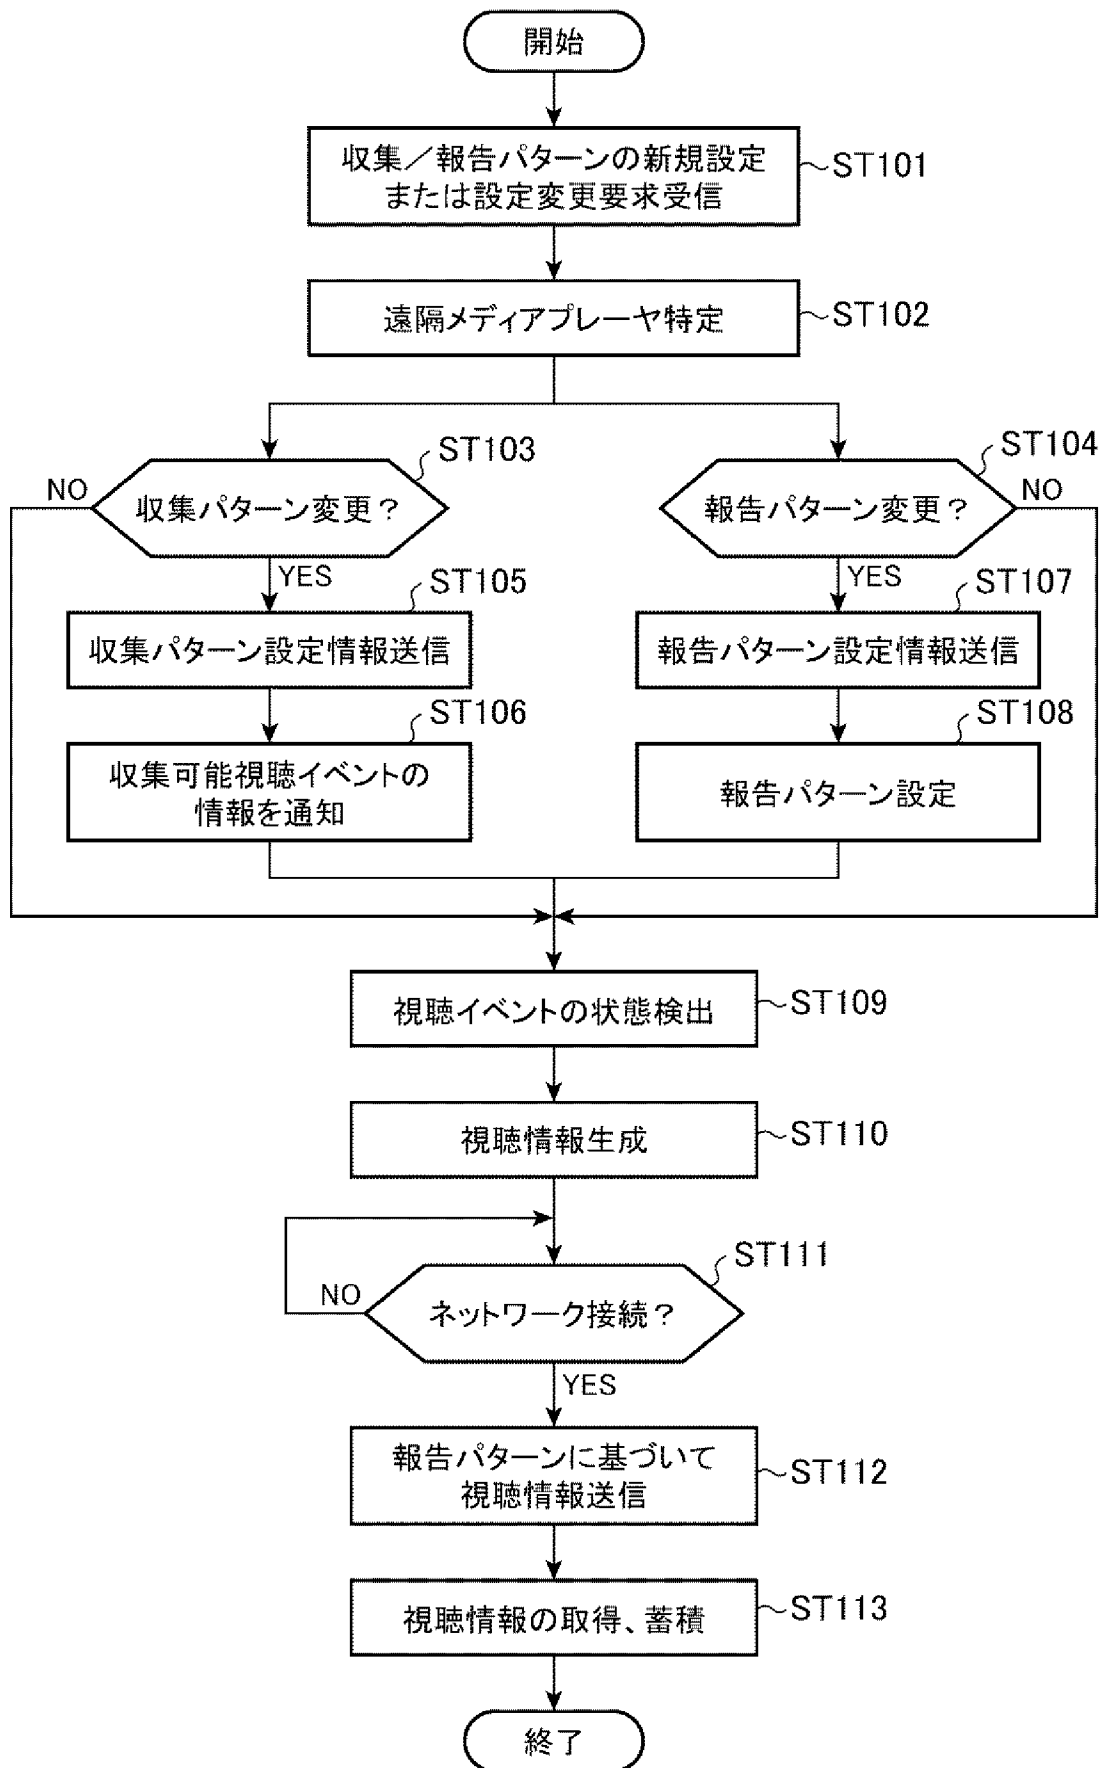 開始
収集／報告パターンの新規設定
または設定変更要求受信
ST101
遠隔メディアプレーヤ特定
ST102
ST103
収集パターン変更？
NO
YES
ST104
報告パターン変更？
NO
YES
ST105
収集パターン設定情報送信
ST107
報告パターン設定情報送信
ST106
収集可能視聴イベントの
情報を通知
ST108
報告パターン設定
視聴イベントの状態検出
ST109
視聴情報生成
ST110
ST111
ネットワーク接続？
NO
YES
報告パターンに基づいて
視聴情報送信
ST112
視聴情報の取得、蓄積
ST113
終了